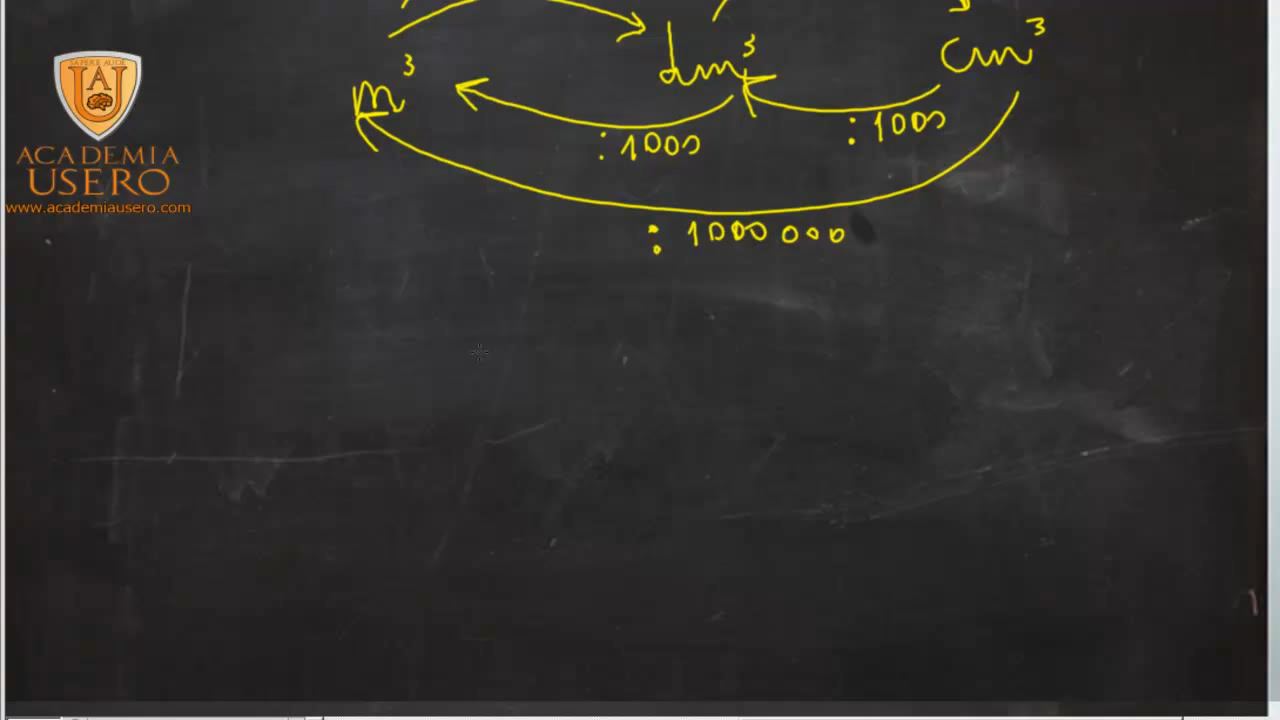 SAPERE AUDE
UAJ
ACADEMIA
USERO
www.academiausero.com
m³ dm³ cm³
:1000 :1000
: 1000 000